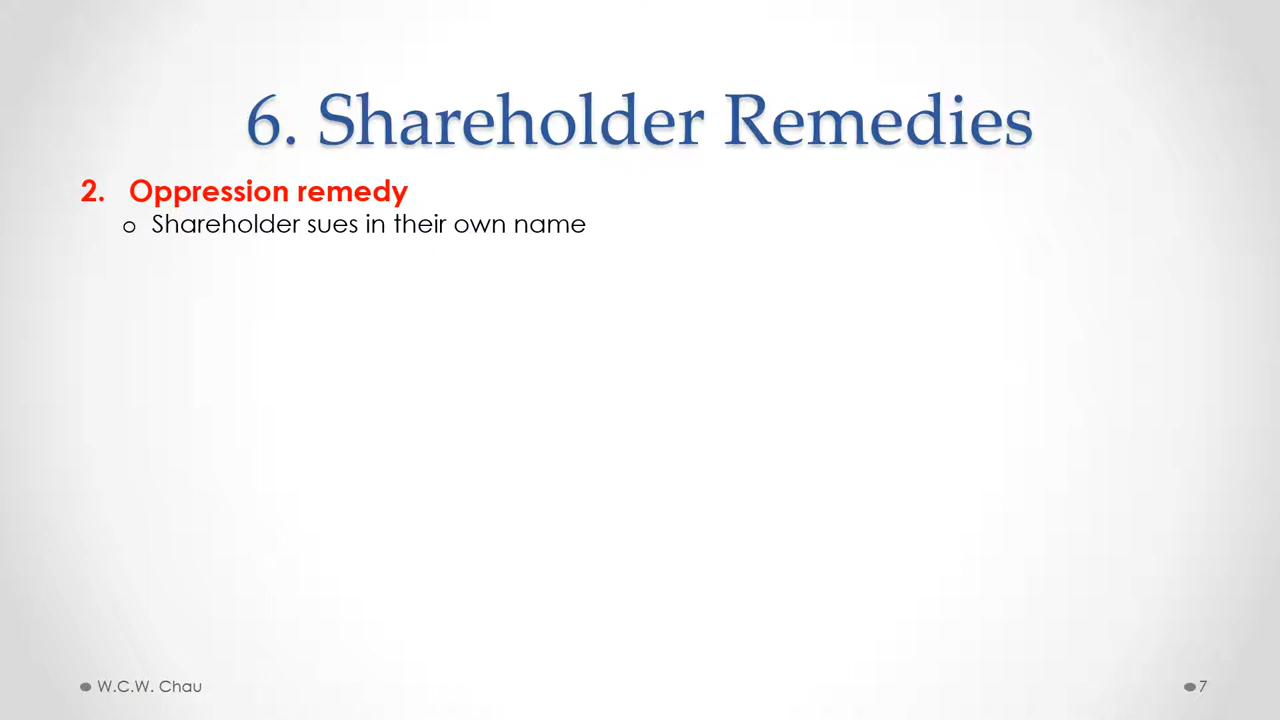 6. Shareholder Remedies
2. Oppression remedy
o Shareholder sues in their own name
W.C.W. Chau
7